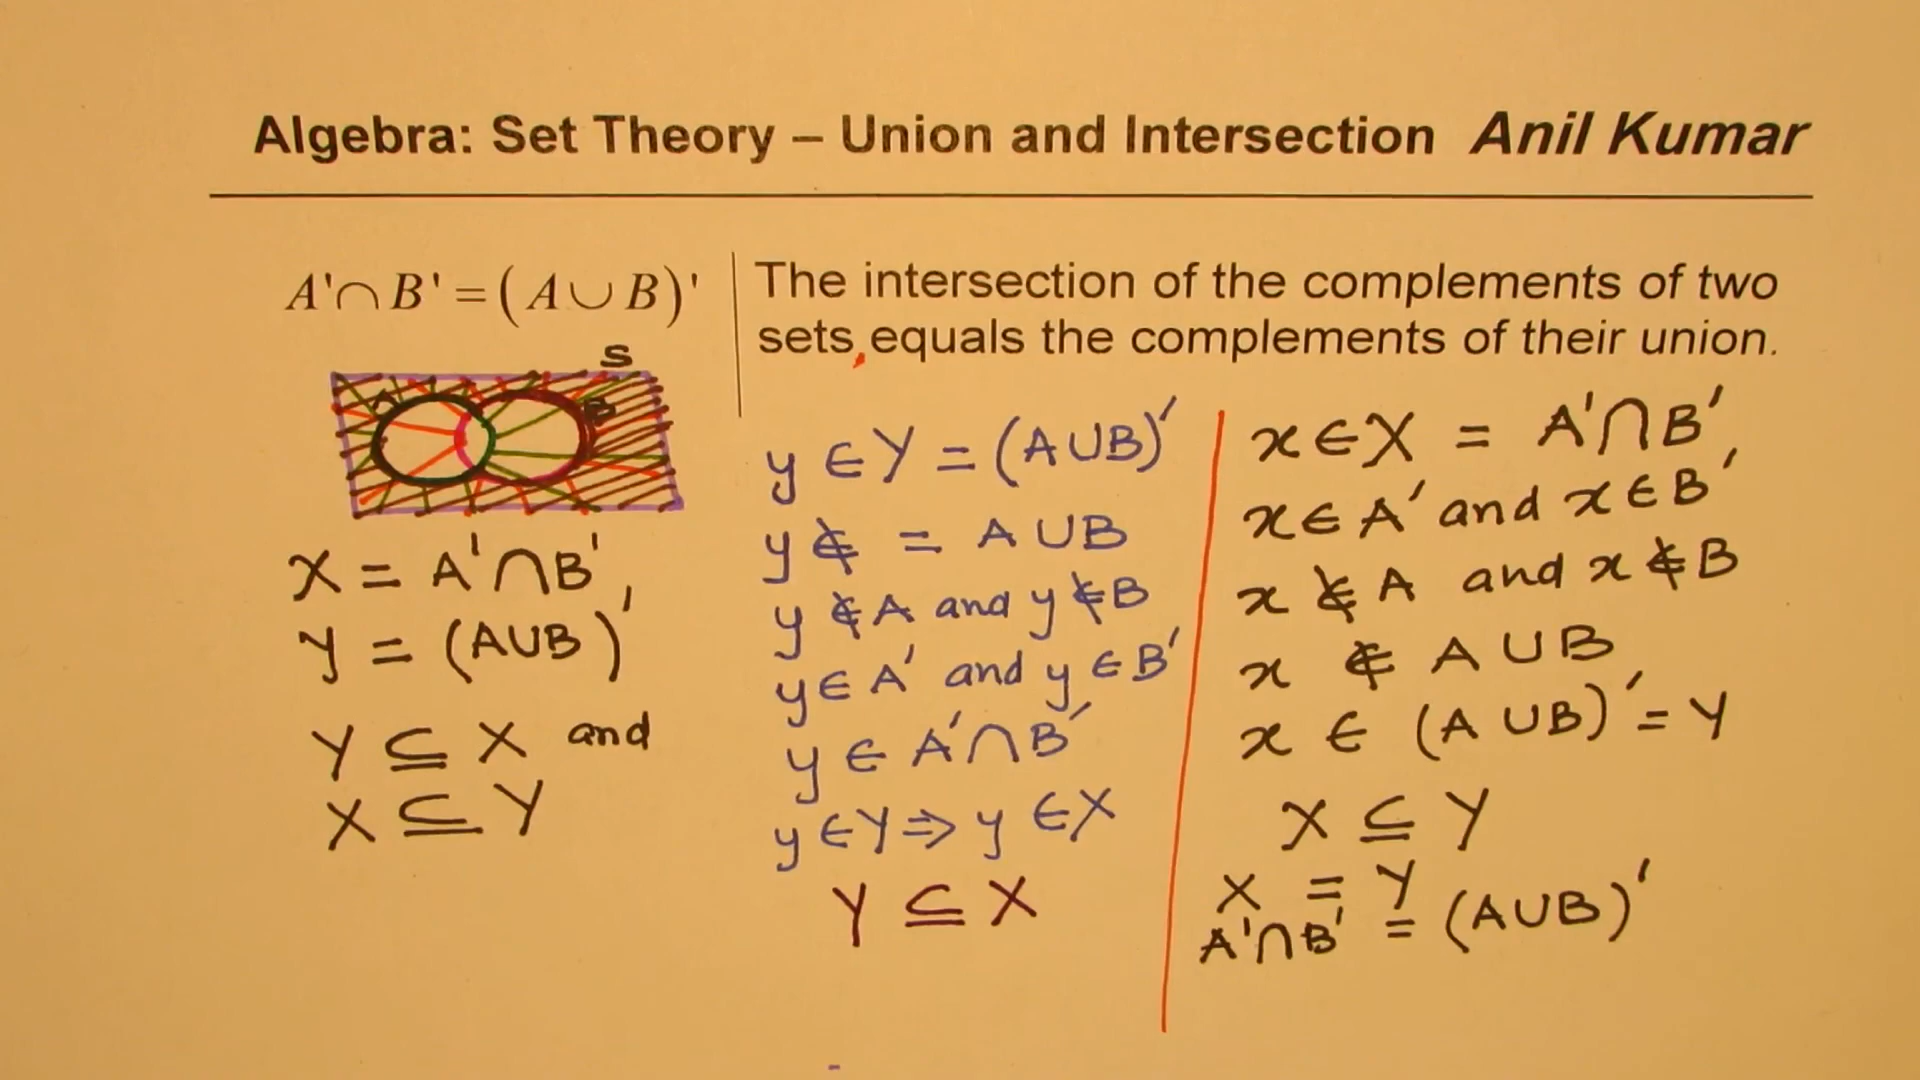 Algebra: Set Theory – Union and Intersection Anil Kumar
A'∩B'=(A∪B)'
The intersection of the complements of two
sets, equals the complements of their union.
S
A
B
X = A'∩B',
Y = (A∪B)'
Y ⊆ X and
X ⊆ Y
y ∈ Y = (A∪B)'
y ∉ = A∪B
y ∉ A and y ∉ B
y ∈ A' and y ∈ B'
y ∈ A'∩B'
y ∈ Y ⇒ y ∈ X
Y ⊆ X
x ∈ X = A'∩B',
x ∈ A' and x ∈ B'
x ∉ A and x ∉ B
x ∉ A∪B
x ∈ (A∪B)' = Y
X ⊆ Y
X = Y
A'∩B' = (A∪B)'